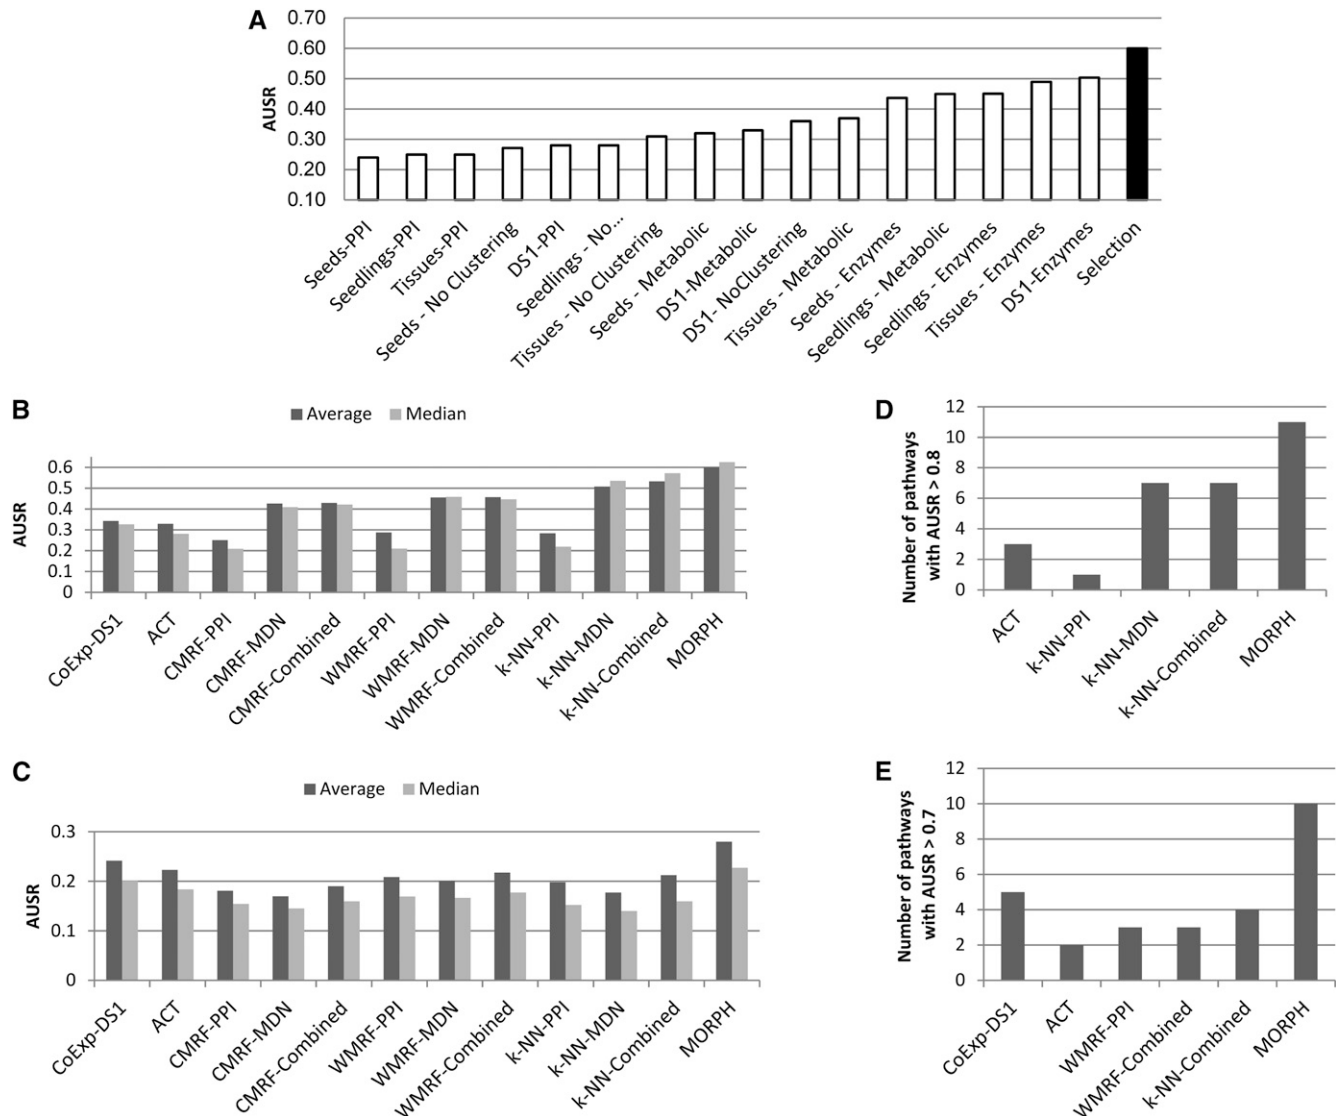 A
0.70
0.60
0.50
0.40
0.30
0.20
0.10
AUSR
Seeds-PPI
Seedlings-PPI
Tissues-PPI
Seeds - No Clustering
DS1-PPI
Seedlings - No...
Tissues - No Clustering
Seeds - Metabolic
DS1-Metabolic
DS1- NoClustering
Tissues - Metabolic
Seeds - Enzymes
Seedlings - Metabolic
Seedlings - Enzymes
Tissues - Enzymes
DS1-Enzymes
Selection
B
Average Median
0.6
0.5
0.4
0.3
0.2
0.1
0
AUSR
CoExp-DS1
ACT
CMRF-PPI
CMRF-MDN
CMRF-Combined
WMRF-PPI
WMRF-MDN
WMRF-Combined
k-NN-PPI
k-NN-MDN
k-NN-Combined
MORPH
D
12
10
8
6
4
2
0
Number of pathways
with AUSR > 0.8
ACT
k-NN-PPI
k-NN-MDN
k-NN-Combined
MORPH
C
Average Median
0.3
0.2
0.1
0
AUSR
CoExp-DS1
ACT
CMRF-PPI
CMRF-MDN
CMRF-Combined
WMRF-PPI
WMRF-MDN
WMRF-Combined
k-NN-PPI
k-NN-MDN
k-NN-Combined
MORPH
E
12
10
8
6
4
2
0
Number of pathways
with AUSR > 0.7
CoExp-DS1
ACT
WMRF-PPI
WMRF-Combined
k-NN-Combined
MORPH